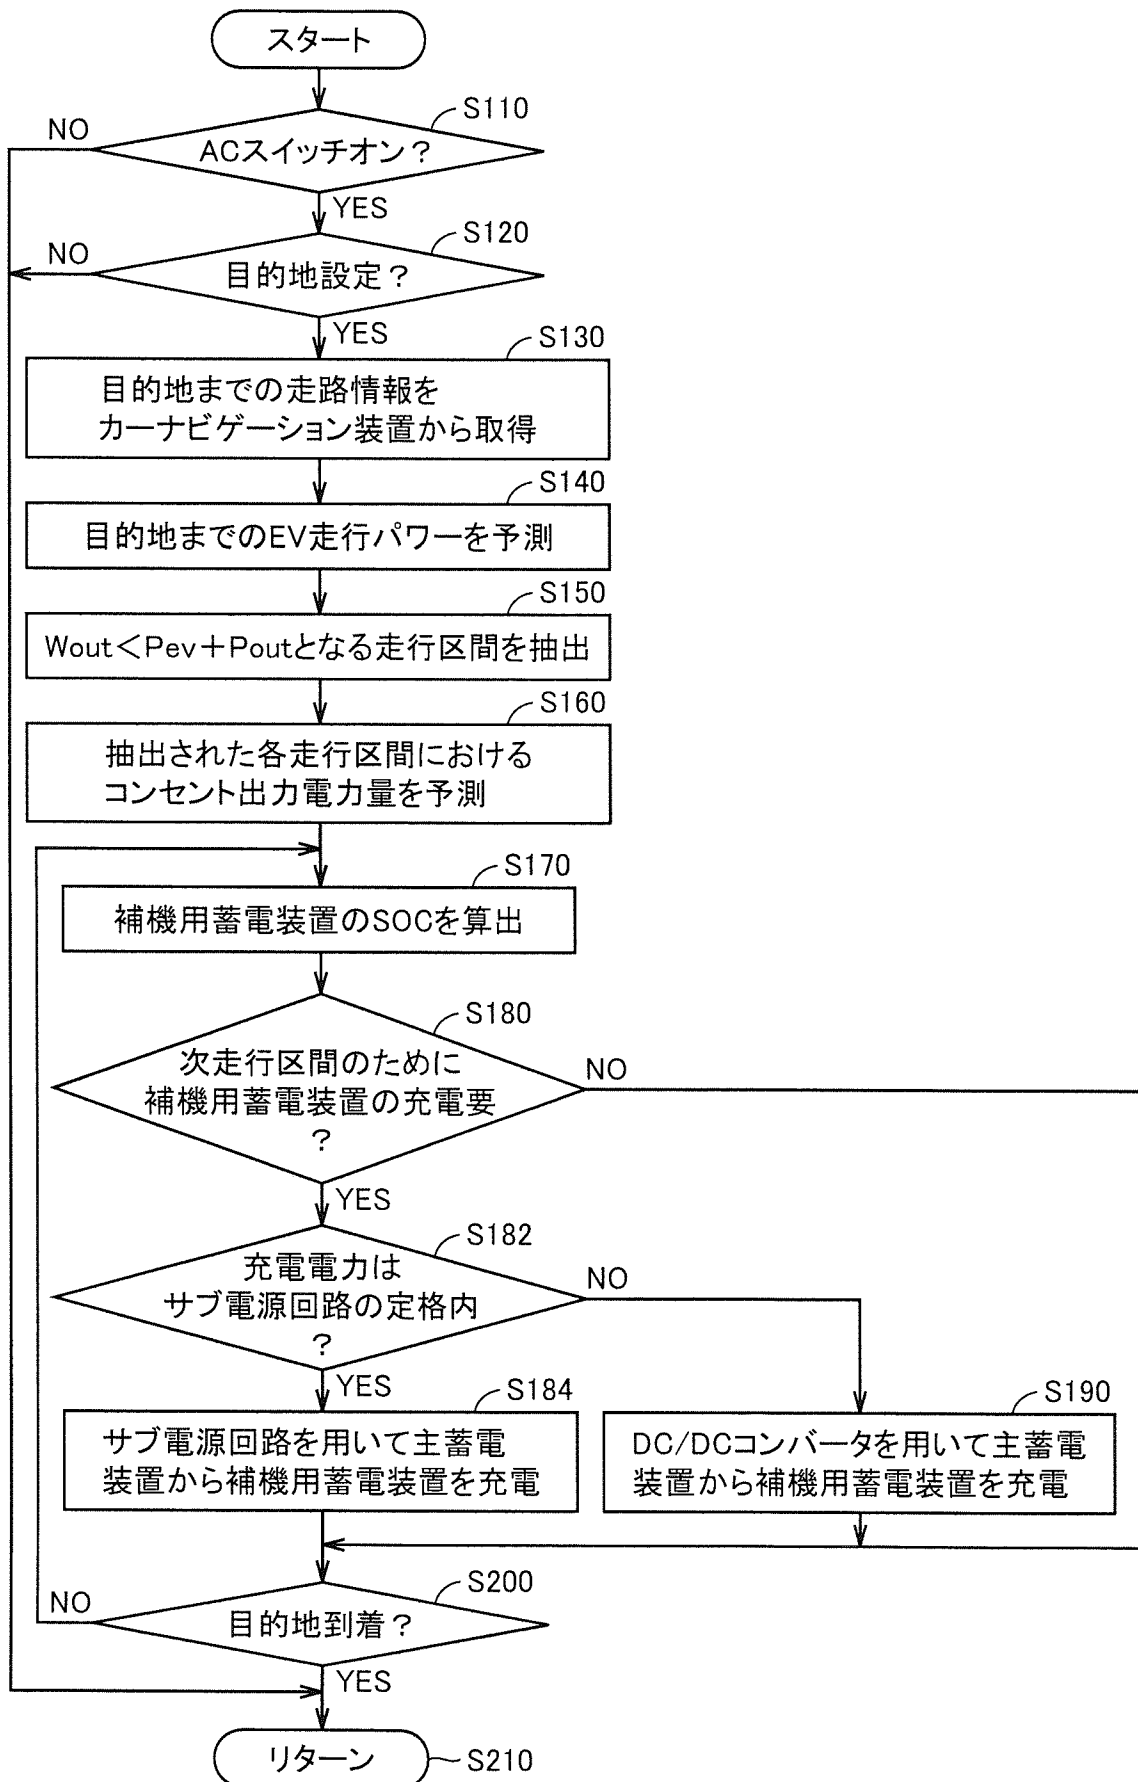 スタート
S110
NO
ACスイッチオン?
YES
S120
NO
目的地設定?
YES
S130
目的地までの走路情報を
カーナビゲーション装置から取得
S140
目的地までのEV走行パワーを予測
S150
Wout<Pev+Poutとなる走行区間を抽出
S160
抽出された各走行区間における
コンセント出力電力量を予測
S170
補機用蓄電装置のSOCを算出
S180
次走行区間のために
補機用蓄電装置の充電要
?
NO
YES
S182
充電電力は
サブ電源回路の定格内
?
NO
YES
S184
サブ電源回路を用いて主蓄電
装置から補機用蓄電装置を充電
S190
DC/DCコンバータを用いて主蓄電
装置から補機用蓄電装置を充電
S200
NO
目的地到着?
YES
リターン
S210